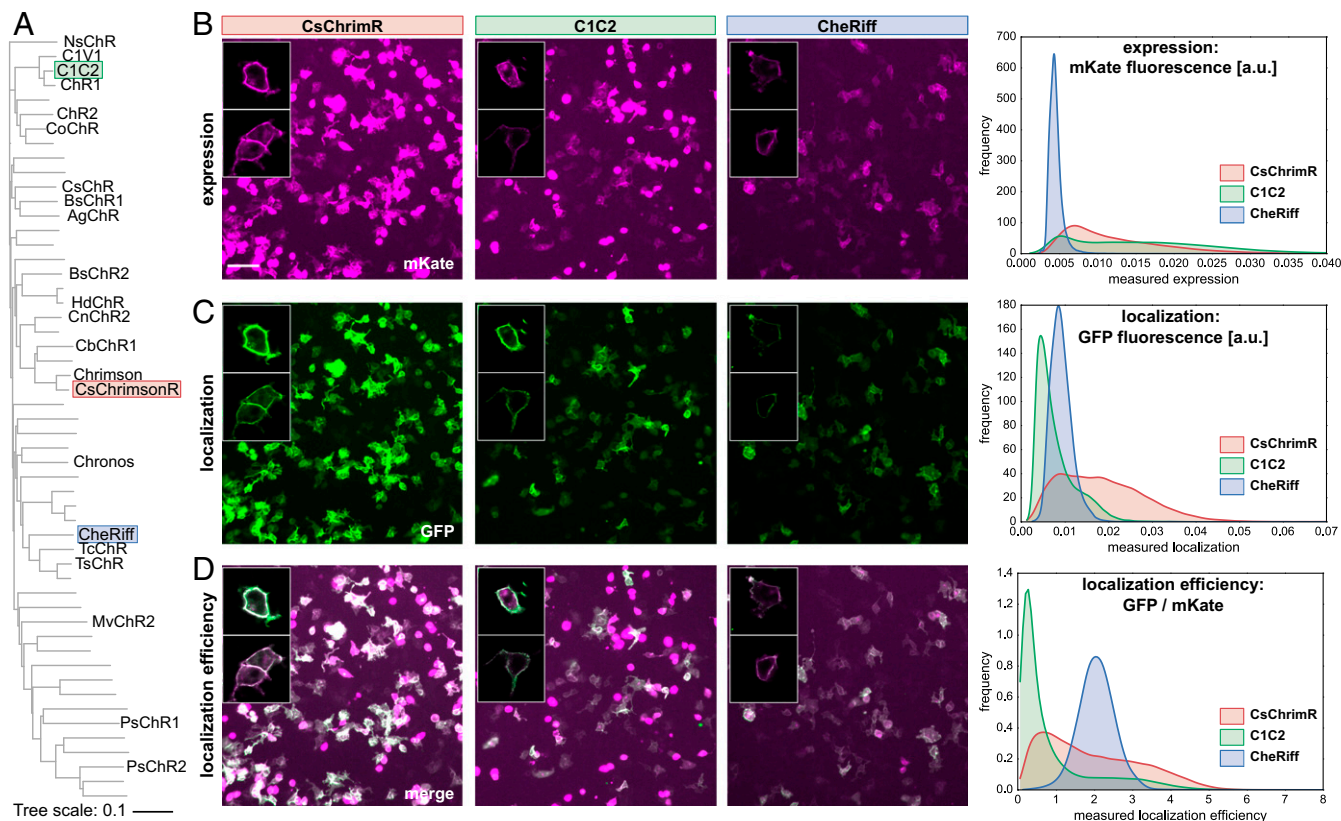 A
NsChR
C1V1
C1C2
ChR1
ChR2
CoChR
CsChR
BsChR1
AgChR
BsChR2
HdChR
CnChR2
CbChR1
Chrimson
CsChrimsonR
Chronos
CheRiff
TcChR
TsChR
MvChR2
PsChR1
PsChR2
Tree scale: 0.1
B
CsChrimR
C1C2
CheRiff
expression
mKate
expression:
mKate fluorescence [a.u.]
frequency
700
600
500
400
300
200
100
0
CsChrimR
C1C2
CheRiff
0.000 0.005 0.010 0.015 0.020 0.025 0.030 0.035 0.040
measured expression
C
localization
GFP
localization:
GFP fluorescence [a.u.]
frequency
180
160
140
120
100
80
60
40
20
0
CsChrimR
C1C2
CheRiff
0.00 0.01 0.02 0.03 0.04 0.05 0.06 0.07
measured localization
D
localization efficiency
merge
localization efficiency:
GFP / mKate
frequency
1.4
1.2
1.0
0.8
0.6
0.4
0.2
0.0
CsChrimR
C1C2
CheRiff
0 1 2 3 4 5 6 7 8
measured localization efficiency